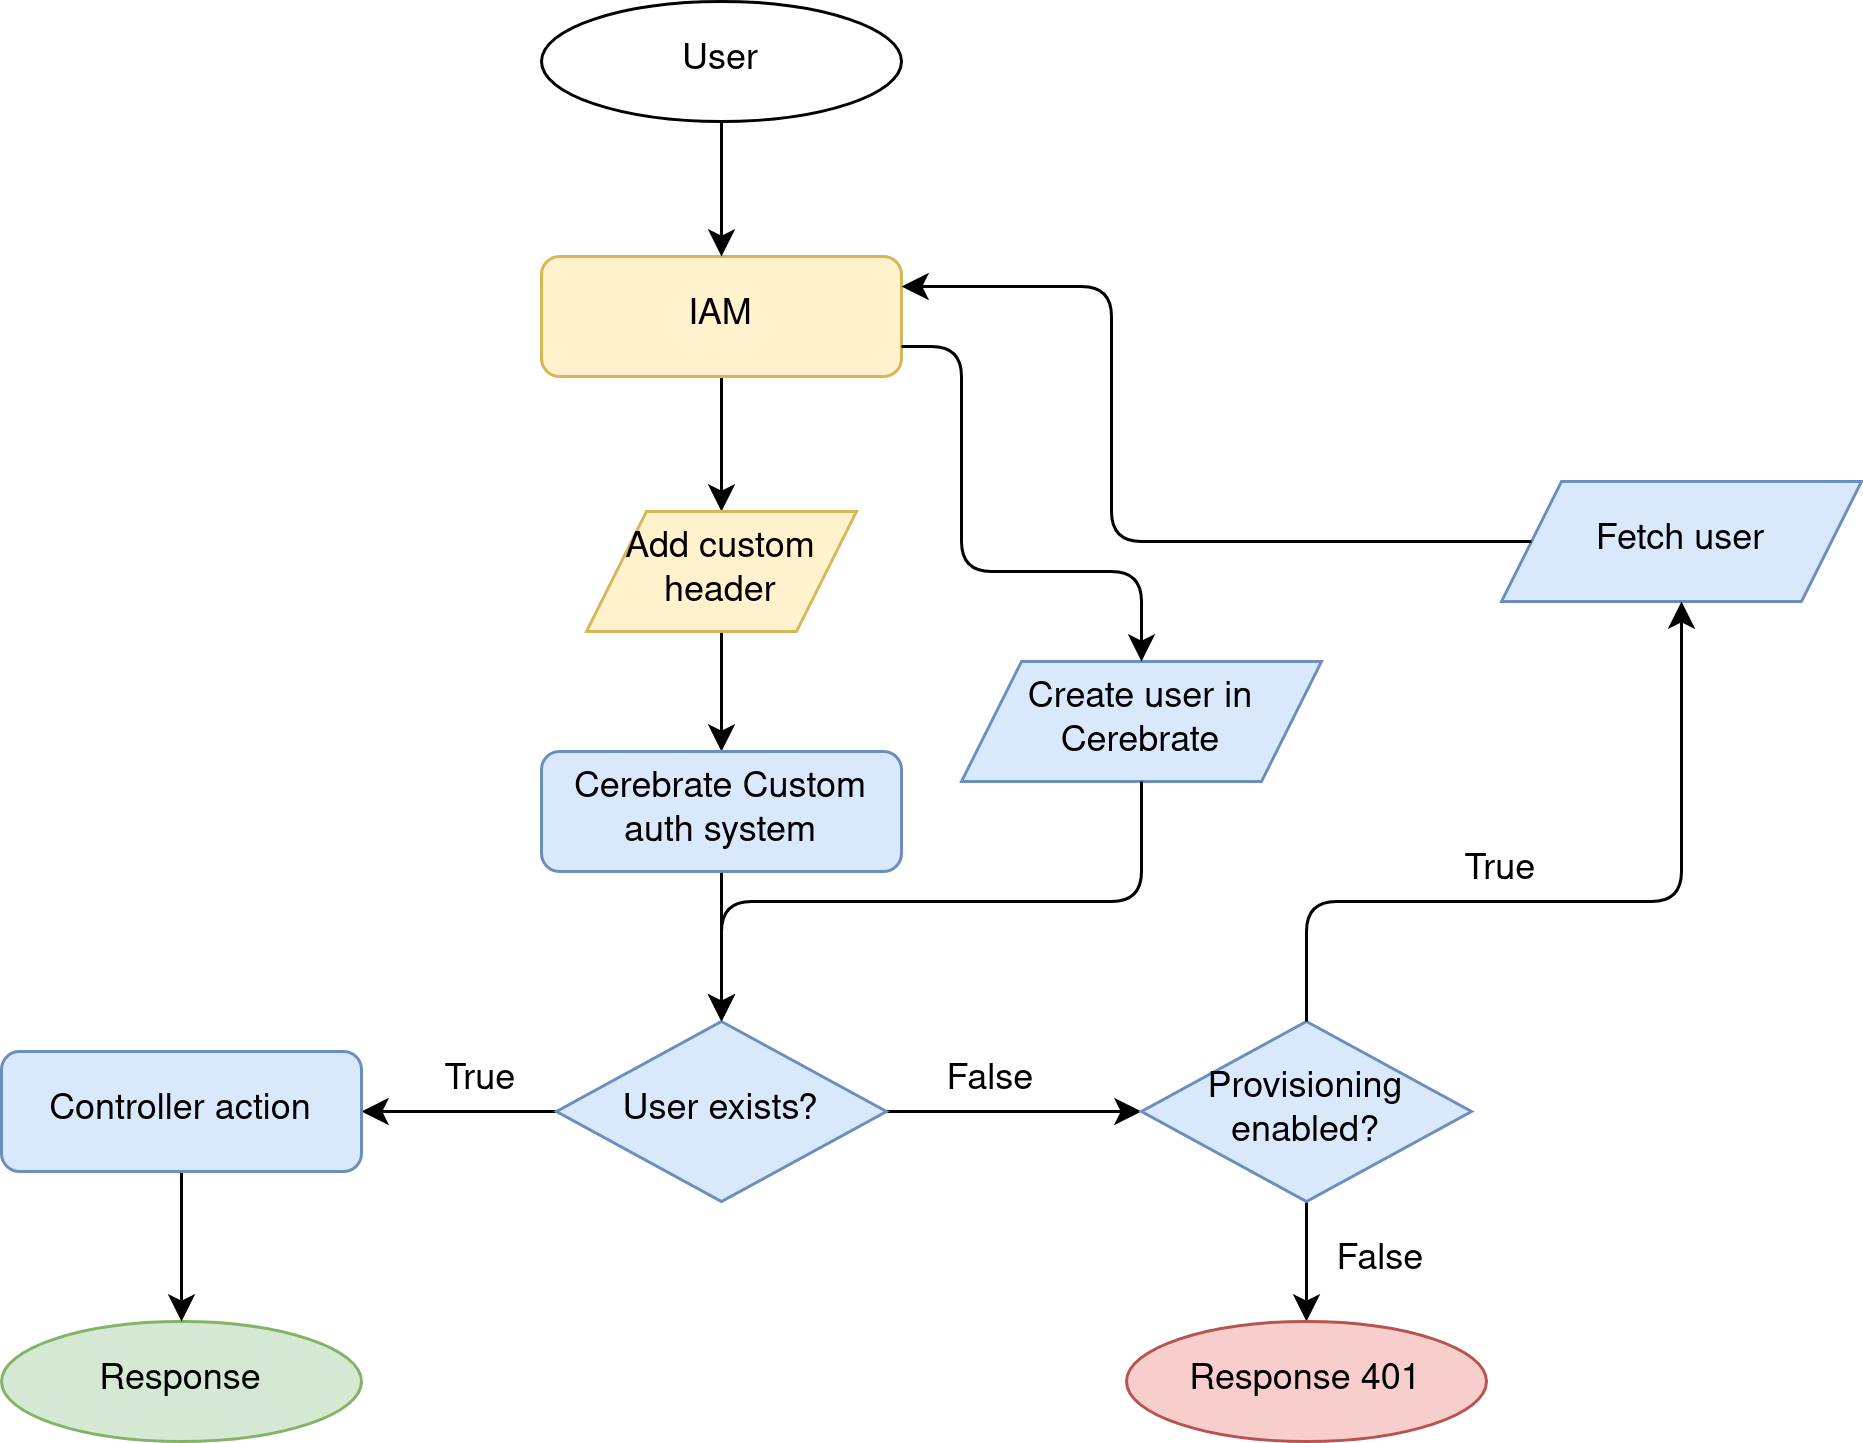 User
IAM
Add custom
header
Fetch user
Create user in
Cerebrate
Cerebrate Custom
auth system
True
True
False
Controller action
User exists?
Provisioning
enabled?
False
Response
Response 401